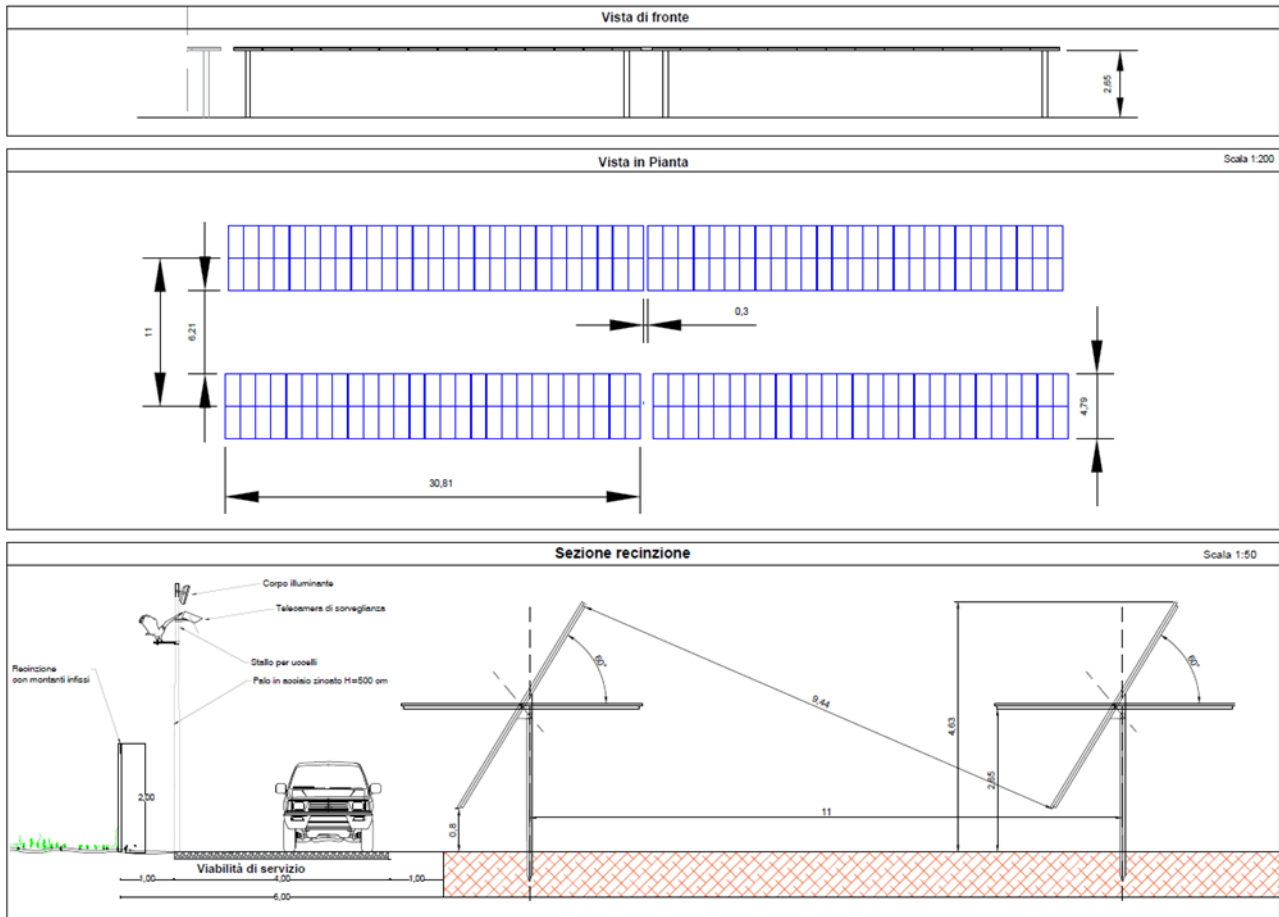 Vista di fronte
2,65
Vista in Pianta
Scala 1:200
11
6,21
0,3
4,79
30,81
Sezione recinzione
Scala 1:50
Corpo illuminante
Telecamera di sorveglianza
Stallo per uccelli
Palo in acciaio zincato H=500 cm
Recinzione
con montanti infissi
2,00
60°
9,44
4,63
60°
2,65
0,8
11
Viabilità di servizio
1,00
4,00
1,00
6,00